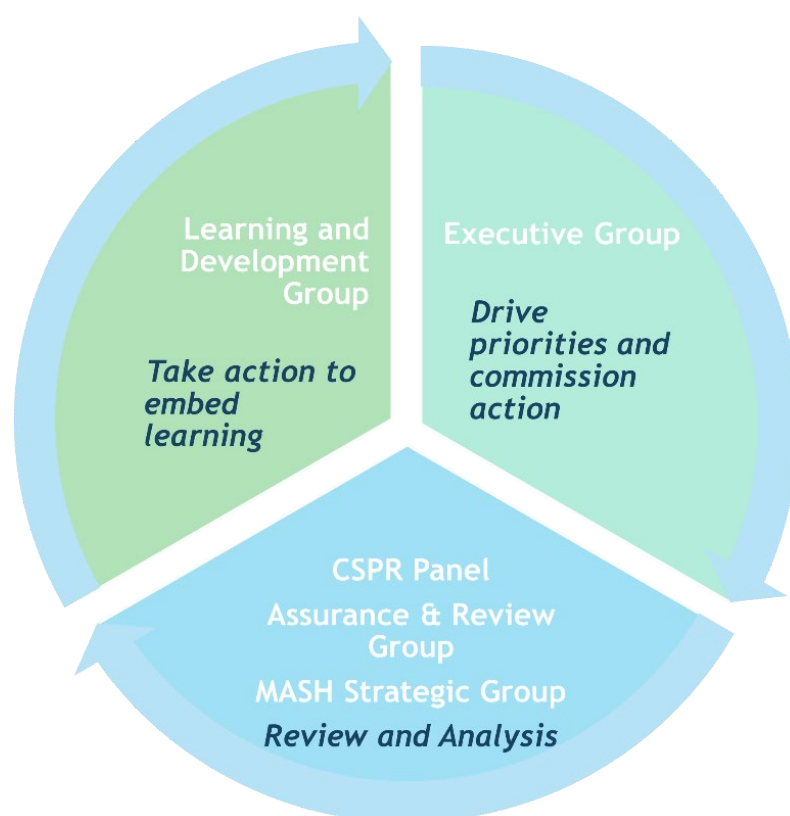 Learning and
Development
Group
Take action to
embed
learning
Executive Group
Drive
priorities and
commission
action
CSPR Panel
Assurance & Review
Group
MASH Strategic Group
Review and Analysis